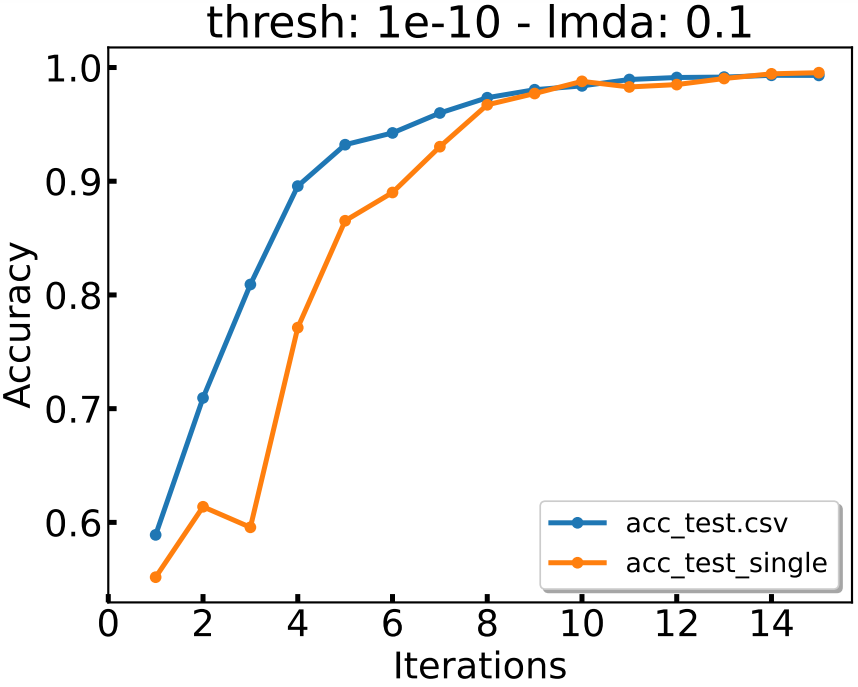 thresh: 1e-10 - lmda: 0.1
1.0
0.9
0.8
0.7
0.6
Accuracy
acc_test.csv
acc_test_single
0 2 4 6 8 10 12 14
Iterations